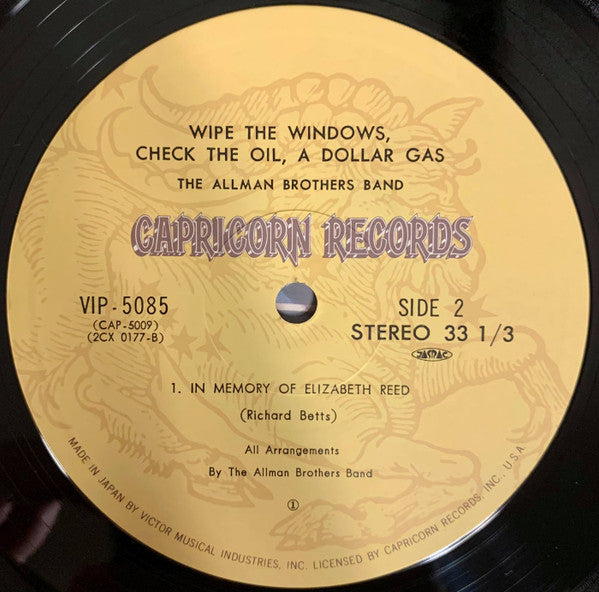 WIPE THE WINDOWS,
CHECK THE OIL, A DOLLAR GAS
THE ALLMAN BROTHERS BAND
CAPRICORN RECORDS
VIP-5085
(CAP-5009)
(2CX 0177-B)
SIDE 2
STEREO 33 1/3
JASRAC
1. IN MEMORY OF ELIZABETH REED
(Richard Betts)
All Arrangements
By The Allman Brothers Band
①
MADE IN JAPAN BY VICTOR MUSICAL INDUSTRIES, INC. LICENSED BY CAPRICORN RECORDS, INC., U.S.A